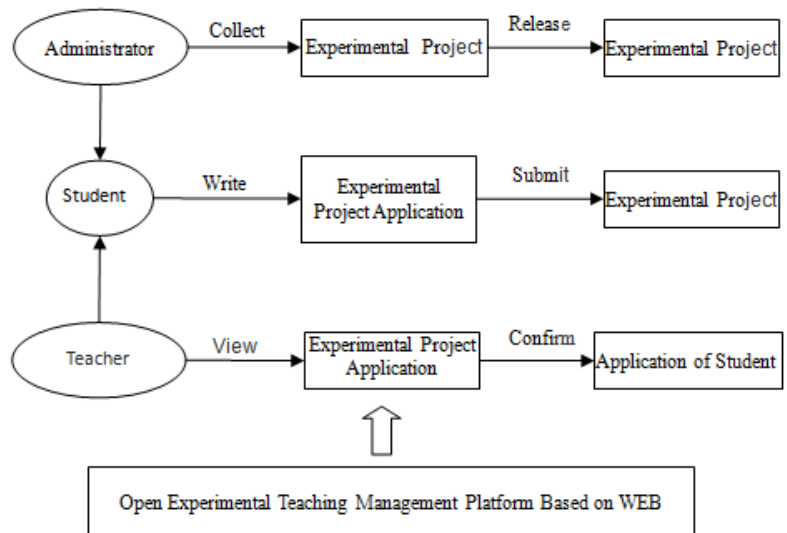 Administrator
Collect
Experimental Project
Release
Experimental Project
Student
Write
Experimental
Project Application
Submit
Experimental Project
Teacher
View
Experimental Project
Application
Confirm
Application of Student
Open Experimental Teaching Management Platform Based on WEB